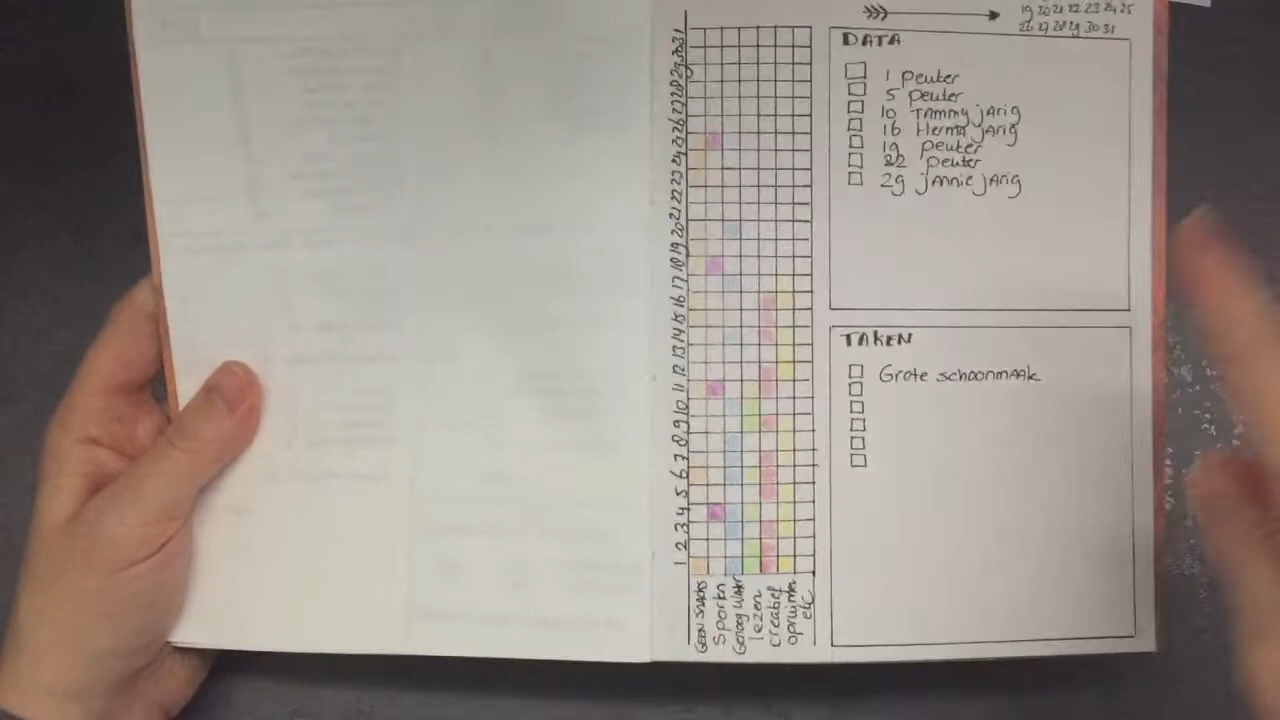 19 20 21 22 23 24 25
26 27 28 29 30 31
DATA
1 peuter
5 peuter
10 TAmmy jArig
16 Herma jArig
19 peuter
22 peuter
29 jAnnie jArig
TAKEN
Grote schoonmAAk
1 2 3 4 5 6 7 8 9 10 11 12 13 14 15 16 17 18 19 20 21 22 23 24 25 26 27 28 29 30 31
GEEN SNACKS
Sporten
Genoeg WAter
lezen
creatief
opruimen
etc